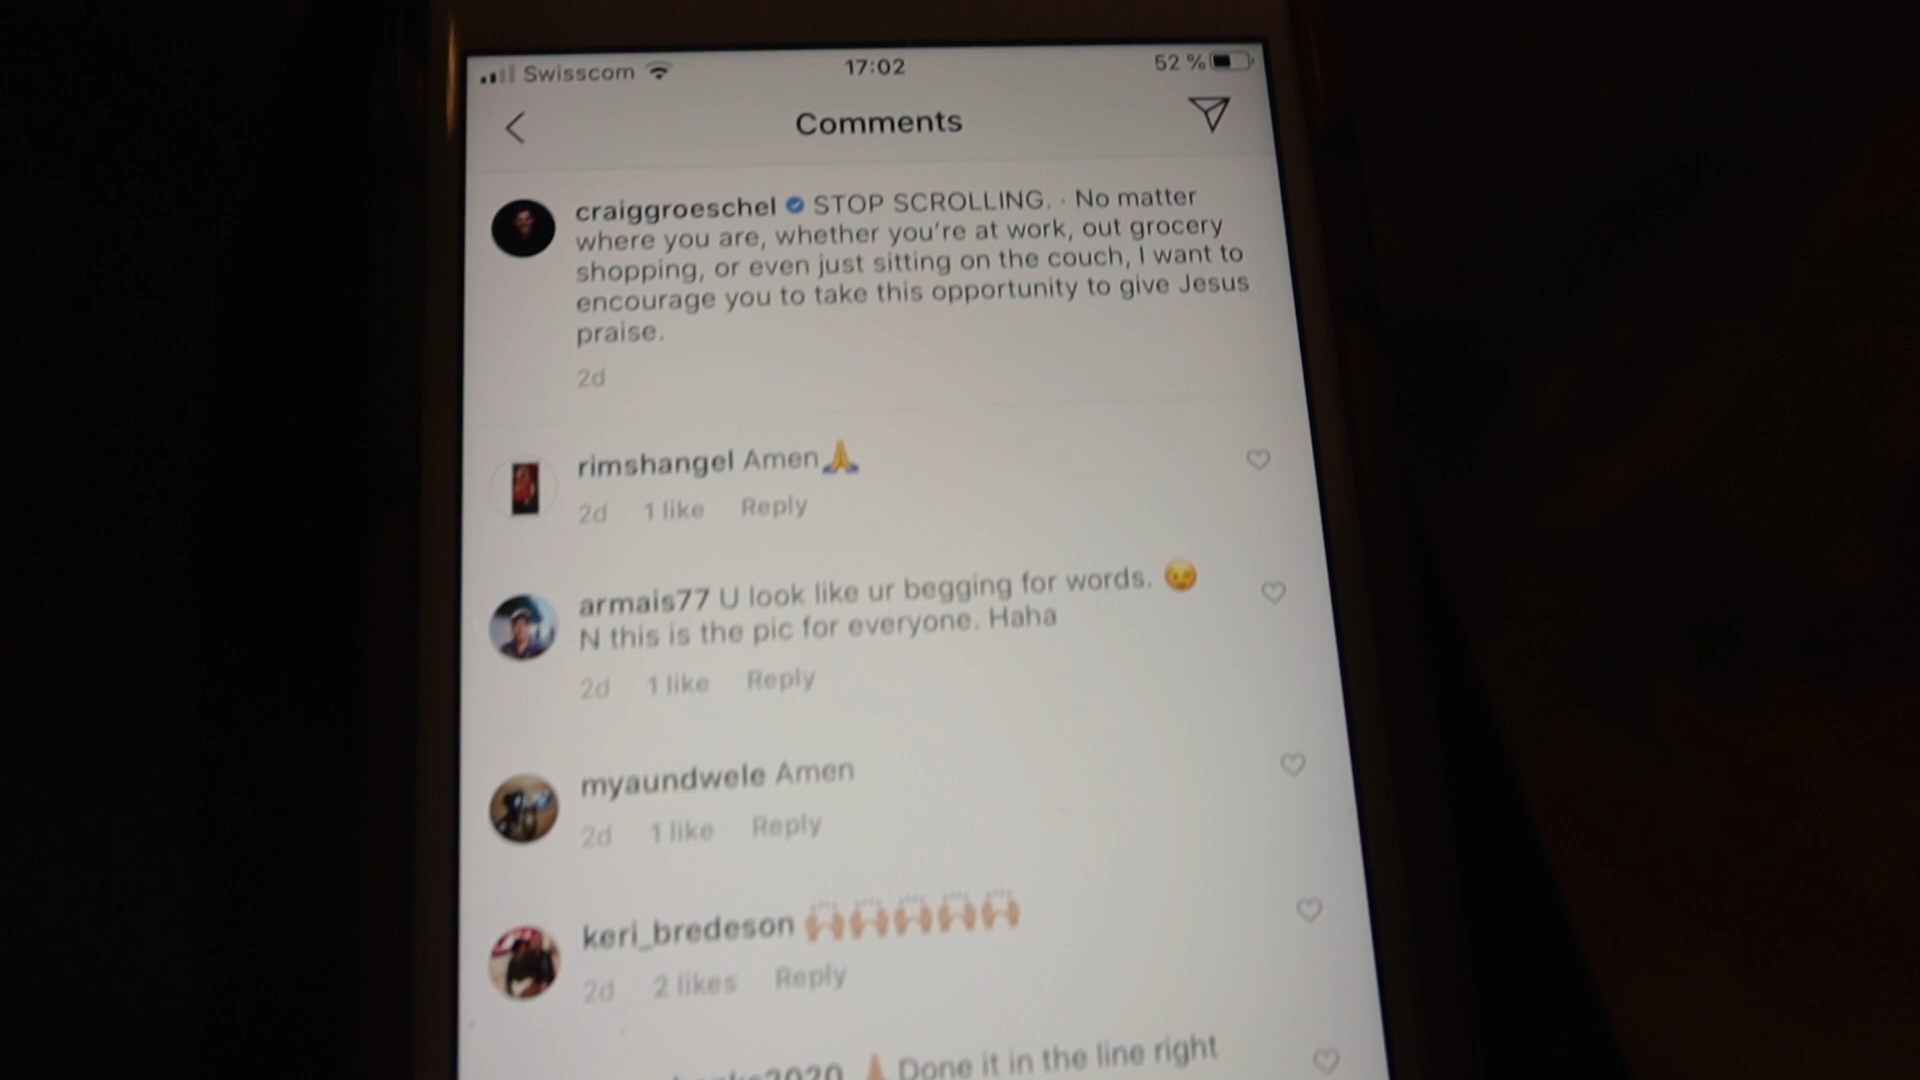 Swisscom 17:02 52 %
Comments
craiggroeschel STOP SCROLLING. · No matter
where you are, whether you're at work, out grocery
shopping, or even just sitting on the couch, I want to
encourage you to take this opportunity to give Jesus
praise.
2d
rimshangel Amen🙏
2d 1 like Reply
armais77 U look like ur begging for words. 😉
N this is the pic for everyone. Haha
2d 1 like Reply
myaundwele Amen
2d 1 like Reply
keri_bredeson 🙌🏼🙌🏼🙌🏼🙌🏼🙌🏼
2d 2 likes Reply
Done it in the line right